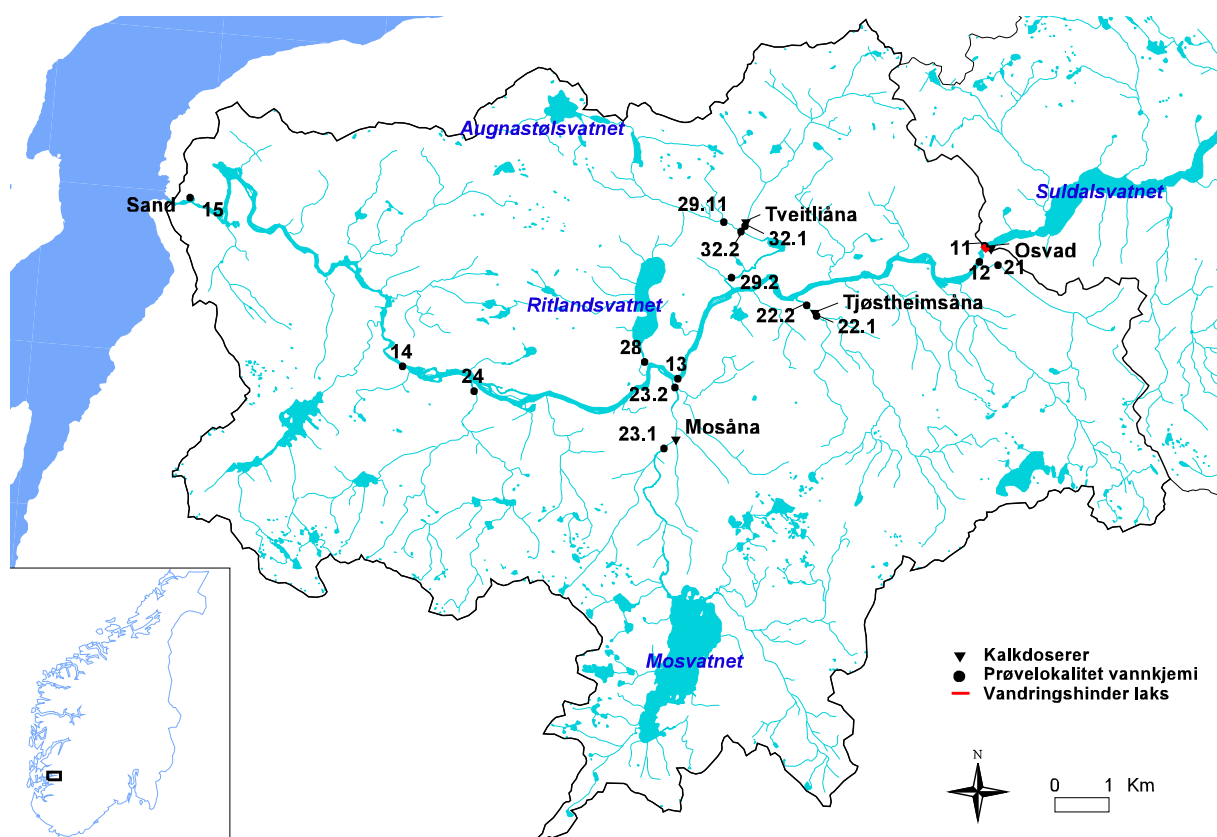 Augnastølsvatnet
Suldalsvatnet
Sand
15
29.11
Tveitliåna
32.1
32.2
11
Osvad
12
21
29.2
Ritlandsvatnet
Tjøstheimsåna
22.2
22.1
28
13
14
24
23.2
Mosåna
23.1
Mosvatnet
Kalkdoserer
Prøvelokalitet vannkjemi
Vandringshinder laks
N
0 1 Km